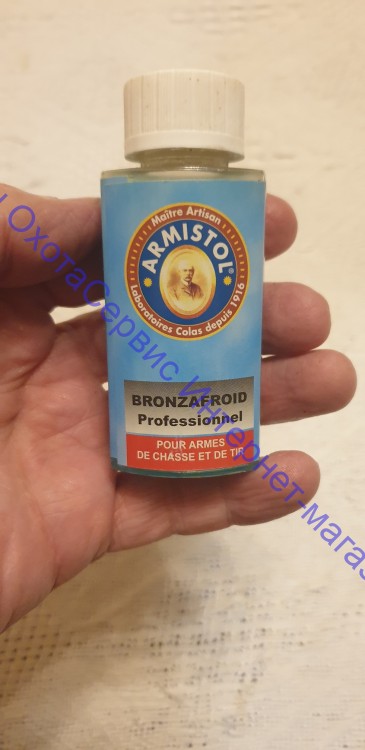 Maître Artisan
ARMISTOL®
Laboratoires Colas depuis 1916
BRONZAFROID
Professionnel
POUR ARMES
DE CHASSE ET DE TIR
ОхотаСервис Интернет-магаз